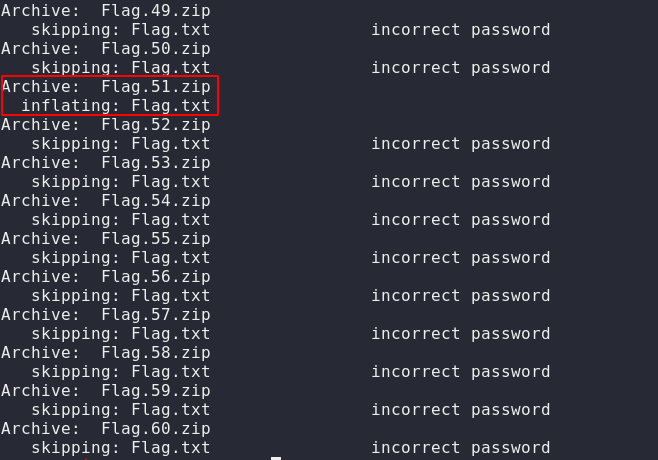 Archive:  Flag.49.zip
   skipping: Flag.txt                incorrect password
Archive:  Flag.50.zip
   skipping: Flag.txt                incorrect password
Archive:  Flag.51.zip
  inflating: Flag.txt
Archive:  Flag.52.zip
   skipping: Flag.txt                incorrect password
Archive:  Flag.53.zip
   skipping: Flag.txt                incorrect password
Archive:  Flag.54.zip
   skipping: Flag.txt                incorrect password
Archive:  Flag.55.zip
   skipping: Flag.txt                incorrect password
Archive:  Flag.56.zip
   skipping: Flag.txt                incorrect password
Archive:  Flag.57.zip
   skipping: Flag.txt                incorrect password
Archive:  Flag.58.zip
   skipping: Flag.txt                incorrect password
Archive:  Flag.59.zip
   skipping: Flag.txt                incorrect password
Archive:  Flag.60.zip
   skipping: Flag.txt                incorrect password